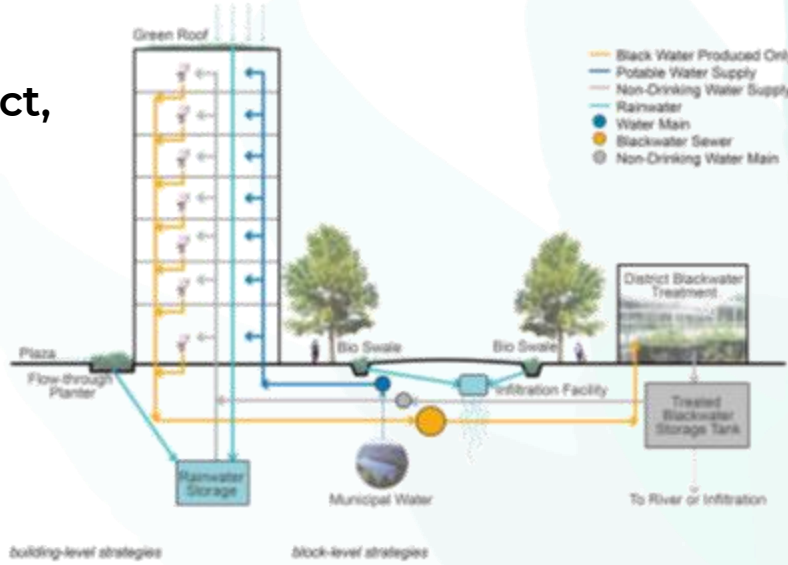 ct,
Green Roof
Black Water Produced Only
Potable Water Supply
Non-Drinking Water Supply
Rainwater
Water Main
Blackwater Sewer
Non-Drinking Water Main
District Blackwater
Treatment
Plaza
Bio Swale
Bio Swale
Flow-through
Planter
Infiltration Facility
Treated
Blackwater
Storage Tank
Rainwater
Storage
Municipal Water
To River or Infiltration
building-level strategies
block-level strategies